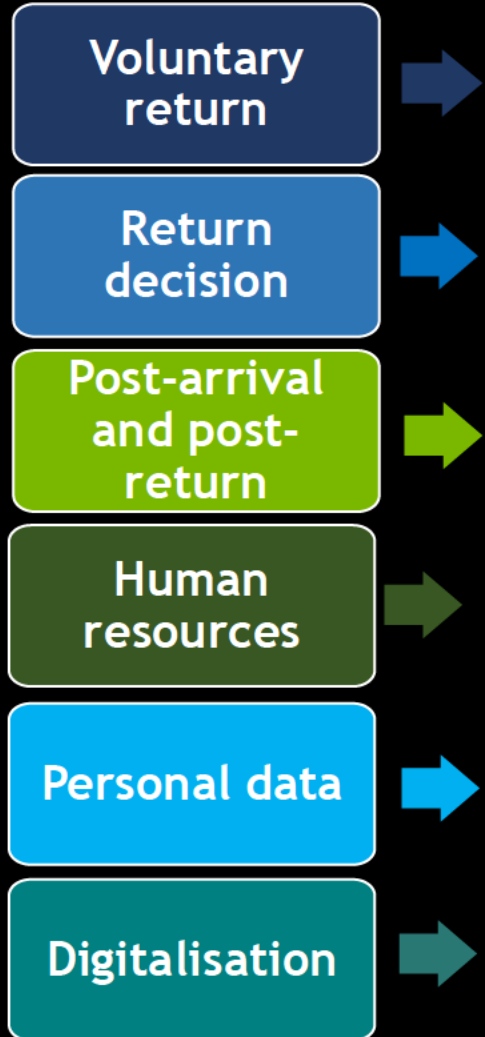 Voluntary
return
Return
decision
Post-arrival
and post-
return
Human
resources
Personal data
Digitalisation